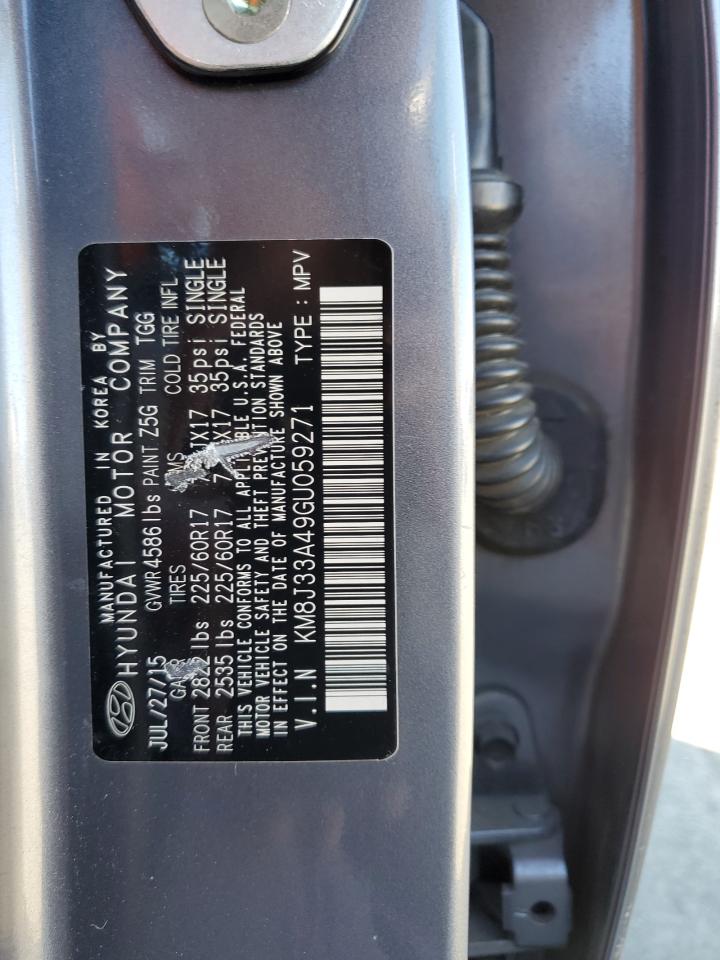 MANUFACTURED IN KOREA BY
HYUNDAI MOTOR COMPANY
JUL/27/15 GVWR 4586 lbs PAINT Z5G TRIM TGG
TIRES COLD TIRE INFL
FRONT 2822 lbs 225/60R17 35psi SINGLE
REAR 2535 lbs 225/60R17 35psi SINGLE
THIS VEHICLE CONFORMS TO ALL APPLICABLE U.S.A. FEDERAL
MOTOR VEHICLE SAFETY AND THEFT PREVENTION STANDARDS
IN EFFECT ON THE DATE OF MANUFACTURE SHOWN ABOVE
V.I.N KM8J33A49GU059271 TYPE : MPV